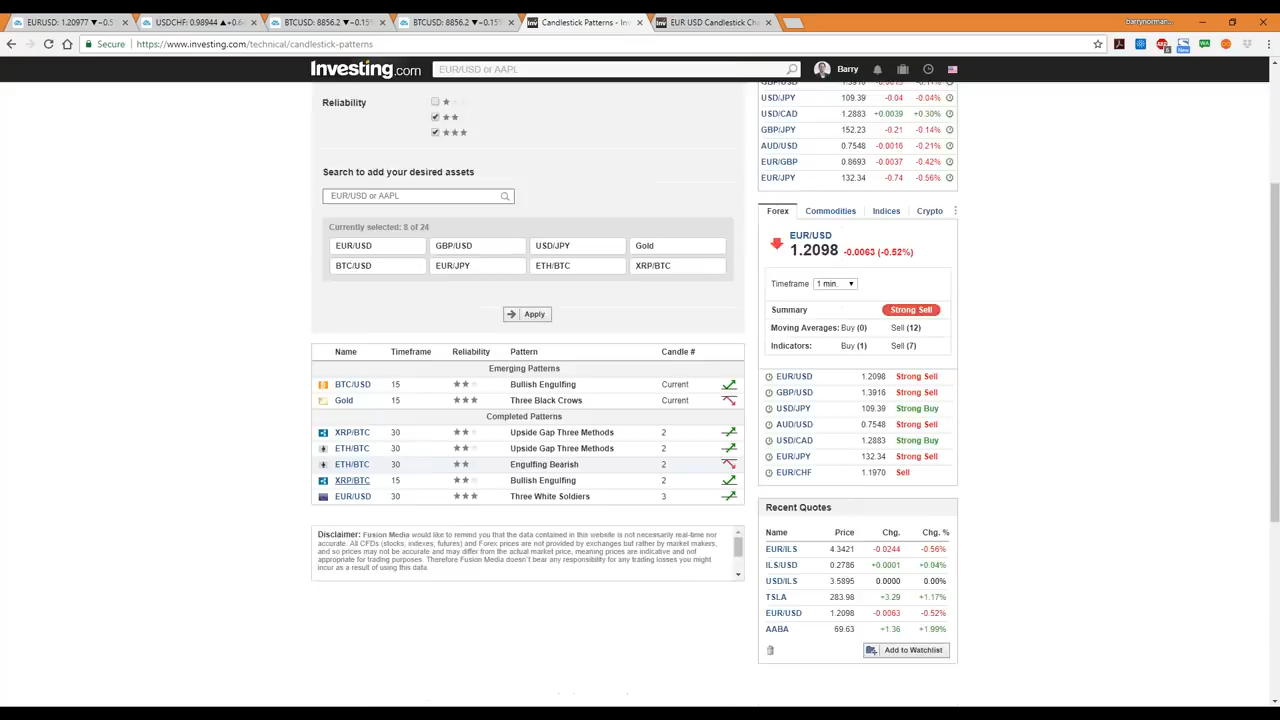 EURUSD: 1.20977 ▼−0.5
USDCHF: 0.98944 ▲+0.6
BTCUSD: 8856.2 ▼−0.15
BTCUSD: 8856.2 ▼−0.15
Candlestick Patterns - Inv
EUR USD Candlestick Cha
barrynorman...
Secure https://www.investing.com/technical/candlestick-patterns
Investing.com
EUR/USD or AAPL
Barry
Reliability
Search to add your desired assets
EUR/USD or AAPL
Currently selected: 8 of 24
EUR/USD GBP/USD USD/JPY Gold
BTC/USD EUR/JPY ETH/BTC XRP/BTC
Apply
Name Timeframe Reliability Pattern Candle #
Emerging Patterns
BTC/USD 15 Bullish Engulfing Current
Gold 15 Three Black Crows Current
Completed Patterns
XRP/BTC 30 Upside Gap Three Methods 2
ETH/BTC 30 Upside Gap Three Methods 2
ETH/BTC 30 Engulfing Bearish 2
XRP/BTC 15 Bullish Engulfing 2
EUR/USD 30 Three White Soldiers 3
Disclaimer: Fusion Media would like to remind you that the data contained in this website is not necessarily real-time nor
accurate. All CFDs (stocks, indexes, futures) and Forex prices are not provided by exchanges but rather by market makers,
and so prices may not be accurate and may differ from the actual market price, meaning prices are indicative and not
appropriate for trading purposes. Therefore Fusion Media doesn't bear any responsibility for any trading losses you might
incur as a result of using this data.
GBP/USD
USD/JPY 109.39 -0.04 -0.04%
USD/CAD 1.2883 +0.0039 +0.30%
GBP/JPY 152.23 -0.21 -0.14%
AUD/USD 0.7548 -0.0016 -0.21%
EUR/GBP 0.8693 -0.0037 -0.42%
EUR/JPY 132.34 -0.74 -0.56%
Forex Commodities Indices Crypto
EUR/USD
1.2098 -0.0063 (-0.52%)
Timeframe 1 min.
Summary Strong Sell
Moving Averages: Buy (0) Sell (12)
Indicators: Buy (1) Sell (7)
EUR/USD 1.2098 Strong Sell
GBP/USD 1.3916 Strong Sell
USD/JPY 109.39 Strong Buy
AUD/USD 0.7548 Strong Sell
USD/CAD 1.2883 Strong Buy
EUR/JPY 132.34 Strong Sell
EUR/CHF 1.1970 Sell
Recent Quotes
Name Price Chg. Chg. %
EUR/ILS 4.3421 -0.0244 -0.56%
ILS/USD 0.2786 +0.0001 +0.04%
USD/ILS 3.5895 0.0000 0.00%
TSLA 283.98 +3.29 +1.17%
EUR/USD 1.2098 -0.0063 -0.52%
AABA 69.63 +1.36 +1.99%
Add to Watchlist